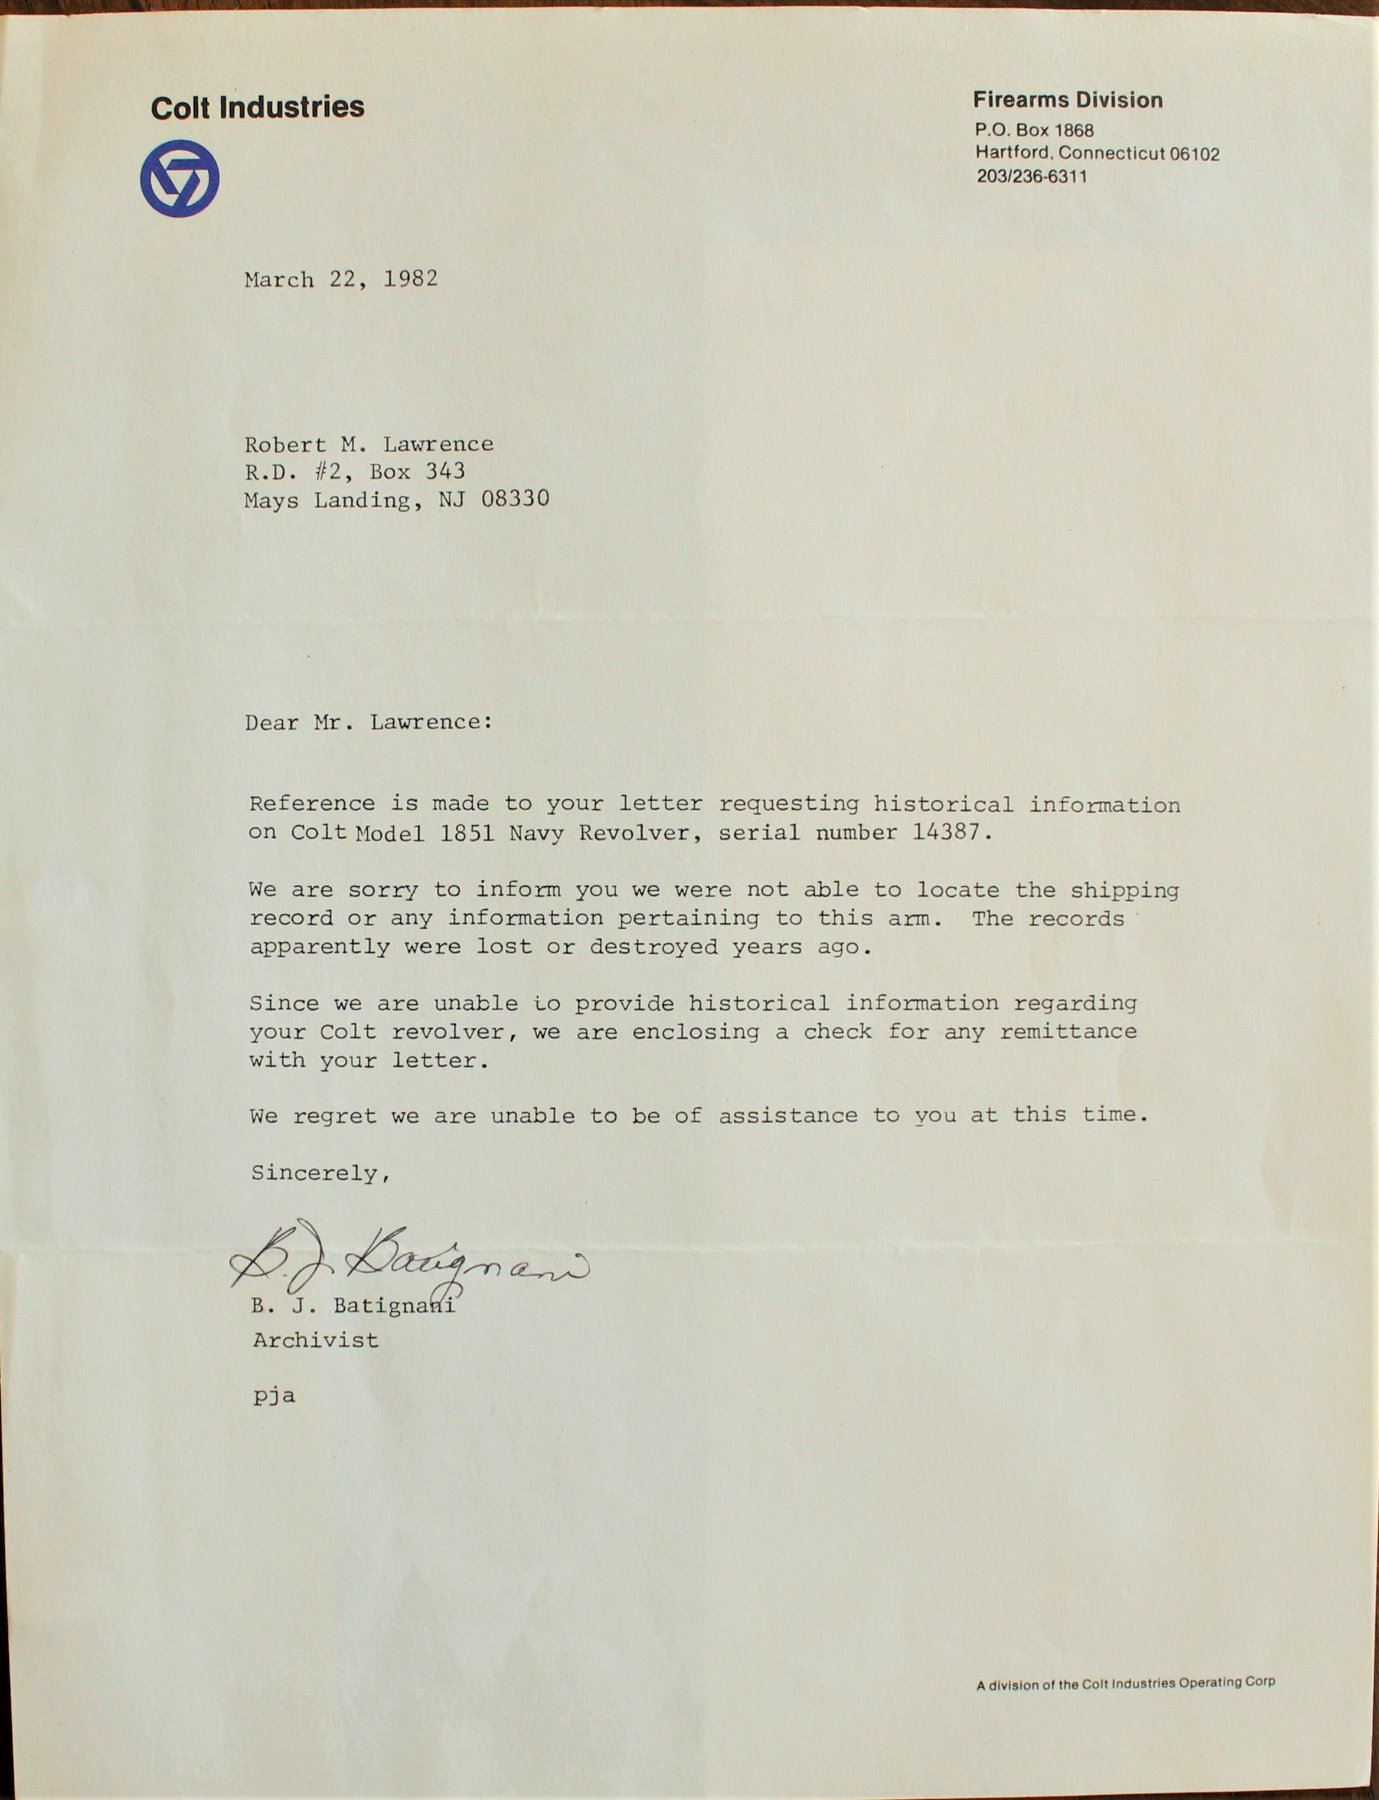 Colt Industries
Firearms Division
P.O. Box 1868
Hartford, Connecticut 06102
203/236-6311
March 22, 1982
Robert M. Lawrence
R.D. #2, Box 343
Mays Landing, NJ 08330
Dear Mr. Lawrence:
Reference is made to your letter requesting historical information
on Colt Model 1851 Navy Revolver, serial number 14387.
We are sorry to inform you we were not able to locate the shipping
record or any information pertaining to this arm. The records
apparently were lost or destroyed years ago.
Since we are unable to provide historical information regarding
your Colt revolver, we are enclosing a check for any remittance
with your letter.
We regret we are unable to be of assistance to you at this time.
Sincerely,
B. J. Batignani
B. J. Batignani
Archivist
pja
A division of the Colt Industries Operating Corp